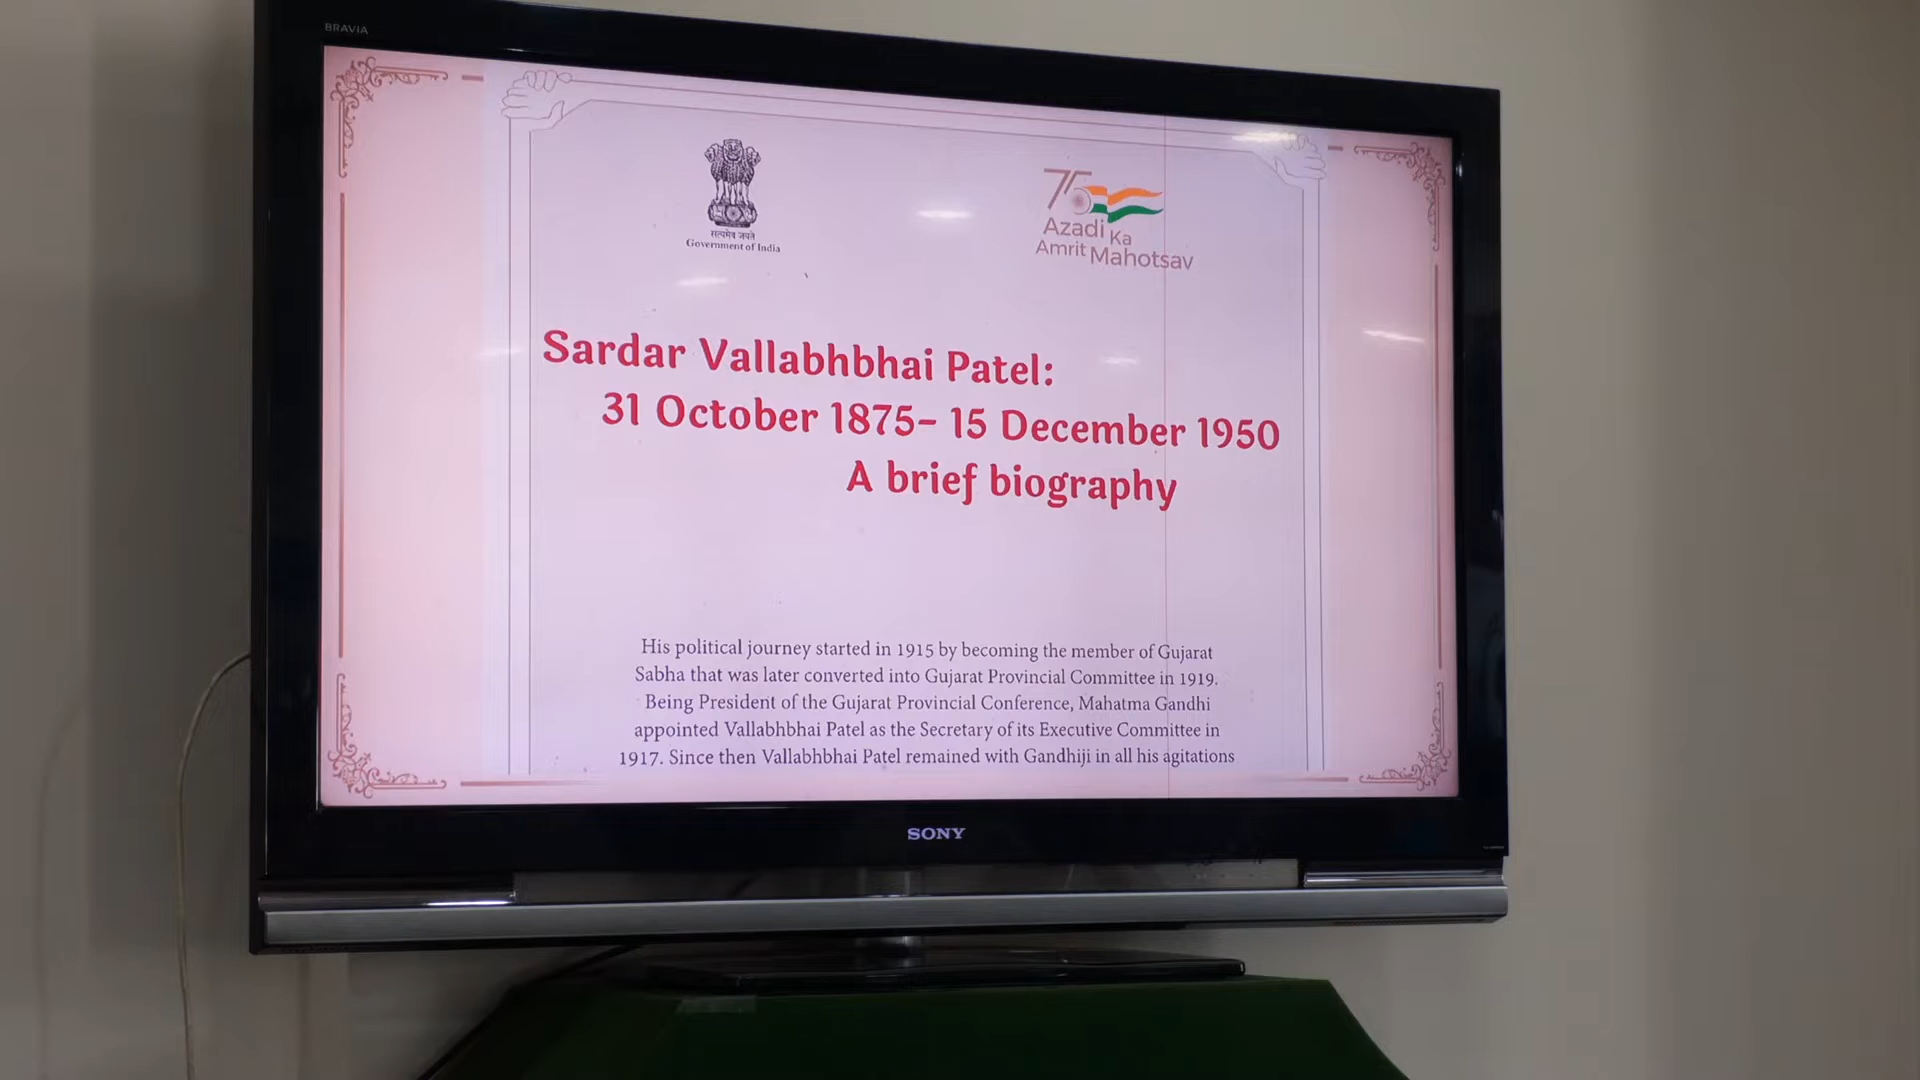 BRAVIA
सत्यमेव जयते
Government of India
75
Azadi Ka
Amrit Mahotsav
Sardar Vallabhbhai Patel:
31 October 1875- 15 December 1950
A brief biography
His political journey started in 1915 by becoming the member of Gujarat
Sabha that was later converted into Gujarat Provincial Committee in 1919.
Being President of the Gujarat Provincial Conference, Mahatma Gandhi
appointed Vallabhbhai Patel as the Secretary of its Executive Committee in
1917. Since then Vallabhbhai Patel remained with Gandhiji in all his agitations
SONY